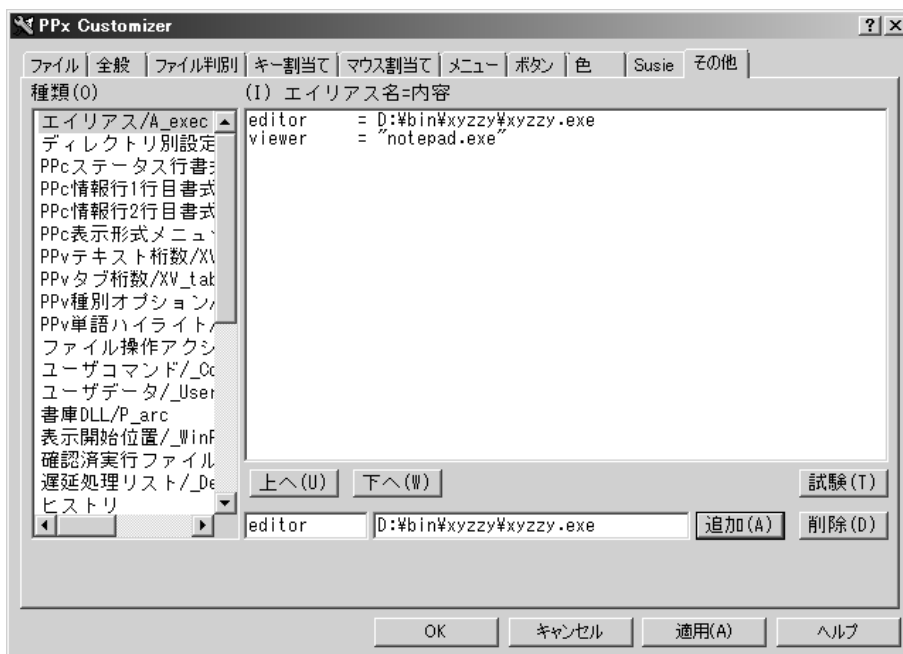 PPx Customizer
ファイル 全般 ファイル判別 キー割当て マウス割当て メニュー ボタン 色 Susie その他
種類(O)
(I) エイリアス名=内容
エイリアス/A_exec
ディレクトリ別設定
PPcステータス行書
PPc情報行1行目書式
PPc情報行2行目書式
PPc表示形式メニュ
PPvテキスト桁数/XV
PPvタブ桁数/XV_tab
PPv種別オプション/
PPv単語ハイライト/
ファイル操作アクシ
ユーザコマンド/_Co
ユーザデータ/_User
書庫DLL/P_arc
表示開始位置/_WinP
確認済実行ファイル
遅延処理リスト/_De
ヒストリ
editor = D:¥bin¥xyzzy¥xyzzy.exe
viewer = "notepad.exe"
上へ(U) 下へ(W) 試験(T)
editor D:¥bin¥xyzzy¥xyzzy.exe 追加(A) 削除(D)
OK キャンセル 適用(A) ヘルプ